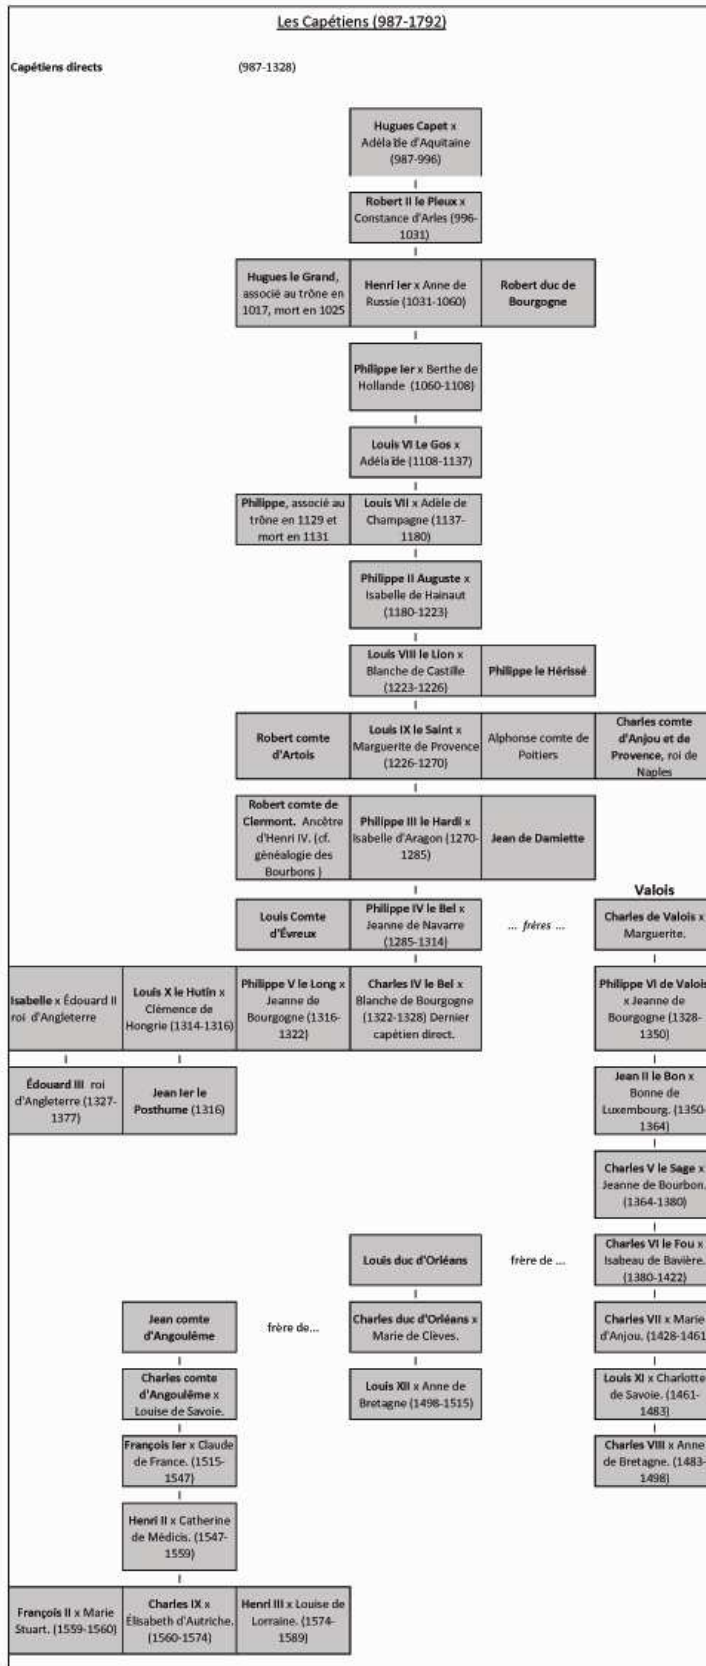 Les Capétiens (987-1792)
Capétiens directs (987-1328)
Hugues Capet x
Adélaïde d'Aquitaine
(987-996)
Robert II le Pieux x
Constance d'Arles (996-
1031)
Hugues le Grand,
associé au trône en
1017, mort en 1025
Henri Ier x Anne de
Russie (1031-1060)
Robert duc de
Bourgogne
Philippe Ier x Berthe de
Hollande (1060-1108)
Louis VI Le Gos x
Adélaïde (1108-1137)
Philippe, associé au
trône en 1129 et
mort en 1131
Louis VII x Adèle de
Champagne (1137-
1180)
Philippe II Auguste x
Isabelle de Hainaut
(1180-1223)
Louis VIII le Lion x
Blanche de Castille
(1223-1226)
Philippe le Hérissé
Robert comte
d'Artois
Louis IX le Saint x
Marguerite de Provence
(1226-1270)
Alphonse comte de
Poitiers
Charles comte
d'Anjou et de
Provence, roi de
Naples
Robert comte de
Clermont. Ancêtre
d'Henri IV. (cf.
généalogie des
Bourbons )
Philippe III le Hardi x
Isabelle d'Aragon (1270-
1285)
Jean de Damiette
Valois
Louis Comte
d'Évreux
Philippe IV le Bel x
Jeanne de Navarre
(1285-1314)
... frères ...
Charles de Valois x
Marguerite.
Isabelle x Édouard II
roi d'Angleterre
Louis X le Hutin x
Clémence de
Hongrie (1314-1316)
Philippe V le Long x
Jeanne de
Bourgogne (1316-
1322)
Charles IV le Bel x
Blanche de Bourgogne
(1322-1328) Dernier
capétien direct.
Philippe VI de Valois
x Jeanne de
Bourgogne (1328-
1350)
Édouard III roi
d'Angleterre (1327-
1377)
Jean Ier le
Posthume (1316)
Jean II le Bon x
Bonne de
Luxembourg. (1350-
1364)
Charles V le Sage x
Jeanne de Bourbon.
(1364-1380)
Louis duc d'Orléans
frère de ...
Charles VI le Fou x
Isabeau de Bavière.
(1380-1422)
Jean comte
d'Angoulême
frère de...
Charles duc d'Orléans x
Marie de Clèves.
Charles VII x Marie
d'Anjou. (1428-1461
Charles comte
d'Angoulême x
Louise de Savoie.
Louis XII x Anne de
Bretagne (1498-1515)
Louis XI x Charlotte
de Savoie. (1461-
1483)
François Ier x Claude
de France. (1515-
1547)
Charles VIII x Anne
de Bretagne. (1483-
1498)
Henri II x Catherine
de Médicis. (1547-
1559)
François II x Marie
Stuart. (1559-1560)
Charles IX x
Élisabeth d'Autriche.
(1560-1574)
Henri III x Louise de
Lorraine. (1574-
1589)